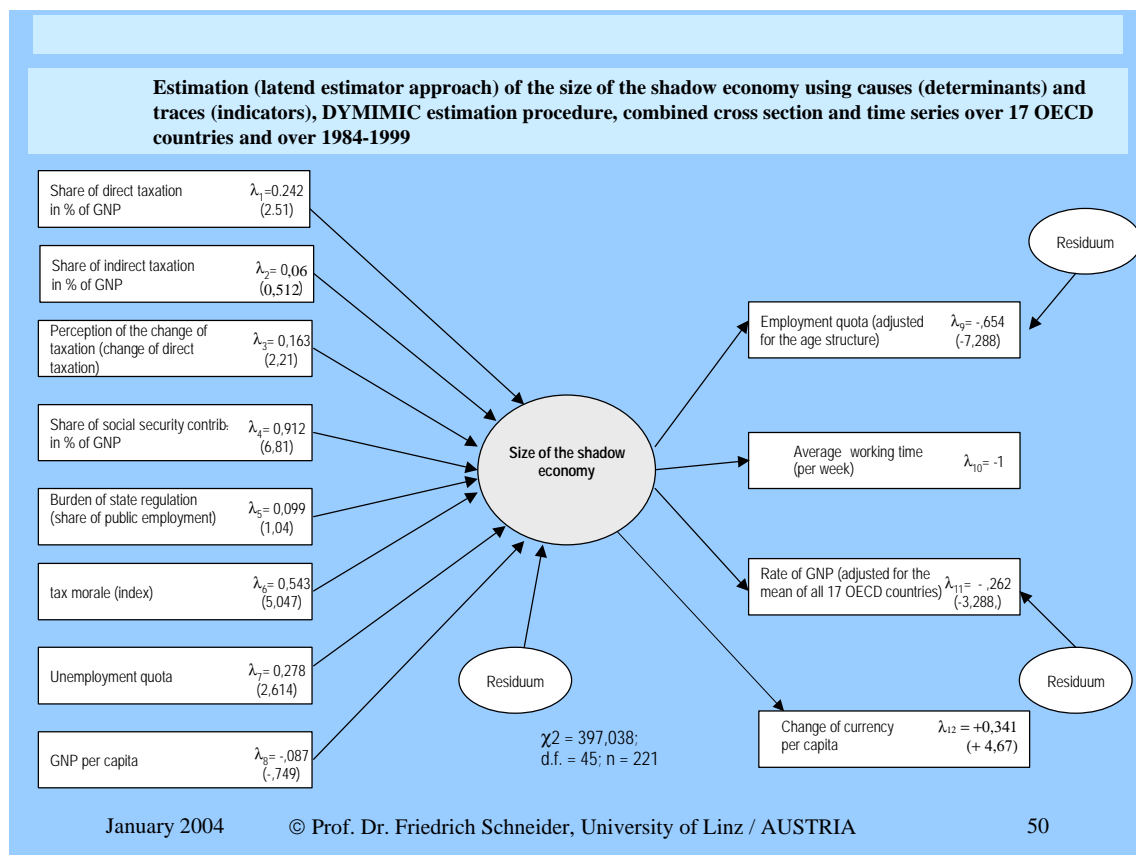 Estimation (latend estimator approach) of the size of the shadow economy using causes (determinants) and
traces (indicators), DYMIMIC estimation procedure, combined cross section and time series over 17 OECD
countries and over 1984-1999
Share of direct taxation
in % of GNP
λ1=0.242
(2.51)
Share of indirect taxation
in % of GNP
λ2= 0,06
(0,512)
Perception of the change of
taxation (change of direct
taxation)
λ3= 0,163
(2,21)
Share of social security contrib.
in % of GNP
λ4= 0,912
(6,81)
Burden of state regulation
(share of public employment)
λ5= 0,099
(1,04)
tax morale (index)
λ6= 0,543
(5,047)
Unemployment quota
λ7= 0,278
(2,614)
GNP per capita
λ8= -,087
(-,749)
Size of the shadow
economy
Residuum
χ2 = 397,038;
d.f. = 45; n = 221
Residuum
Employment quota (adjusted
for the age structure)
λ9= -,654
(-7,288)
Average working time
(per week)
λ10= -1
Rate of GNP (adjusted for the
mean of all 17 OECD countries)
λ11= - ,262
(-3,288,)
Residuum
Change of currency
per capita
λ12 = +0,341
(+ 4,67)
January 2004
© Prof. Dr. Friedrich Schneider, University of Linz / AUSTRIA
50